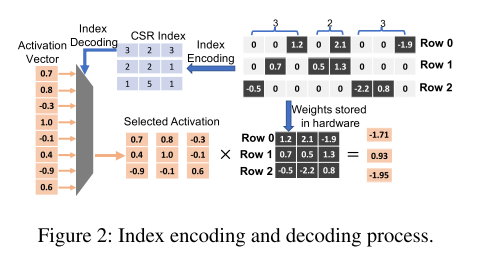 3 2 3
Index Decoding
CSR Index
Activation Vector
3 2 3
2 2 1
1 5 1
Index Encoding
0 0 1.2 0 2.1 0 0 -1.9 Row 0
0 0.7 0 0.5 1.3 0 0 0 Row 1
-0.5 0 0 0 0 -2.2 0.8 0 Row 2
0.7
0.8
-0.3
1.0
-0.1
0.4
-0.9
0.6
Weights stored in hardware
Selected Activation
0.7 0.8 -0.3
0.4 1.0 -0.1
-0.9 -0.1 0.6
×
Row 0 1.2 2.1 -1.9
Row 1 0.7 0.5 1.3
Row 2 -0.5 -2.2 0.8
=
-1.71
0.93
-1.95
Figure 2: Index encoding and decoding process.